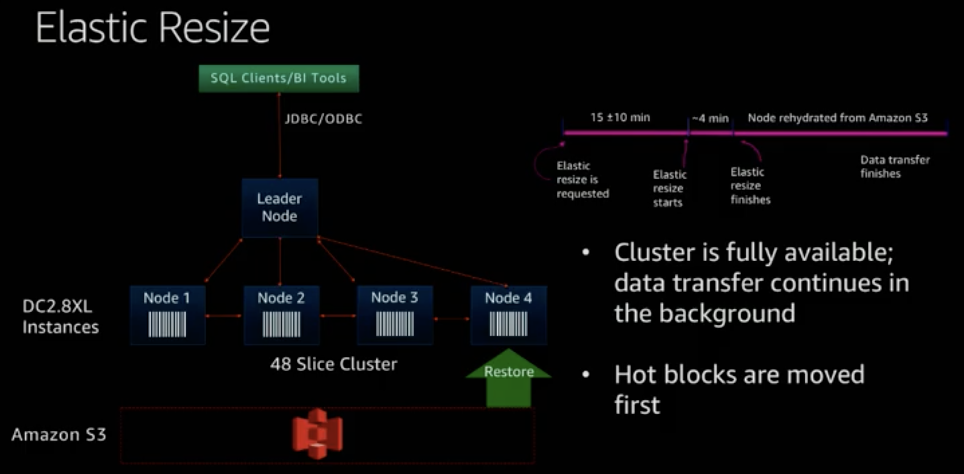 Elastic Resize
SQL Clients/BI Tools
JDBC/ODBC
Leader
Node
DC2.8XL
Instances
Node 1
Node 2
Node 3
Node 4
48 Slice Cluster
Restore
Amazon S3
15 ±10 min
~4 min
Node rehydrated from Amazon S3
Elastic
resize is
requested
Elastic
resize
starts
Elastic
resize
finishes
Data transfer
finishes
• Cluster is fully available;
data transfer continues in
the background
• Hot blocks are moved
first